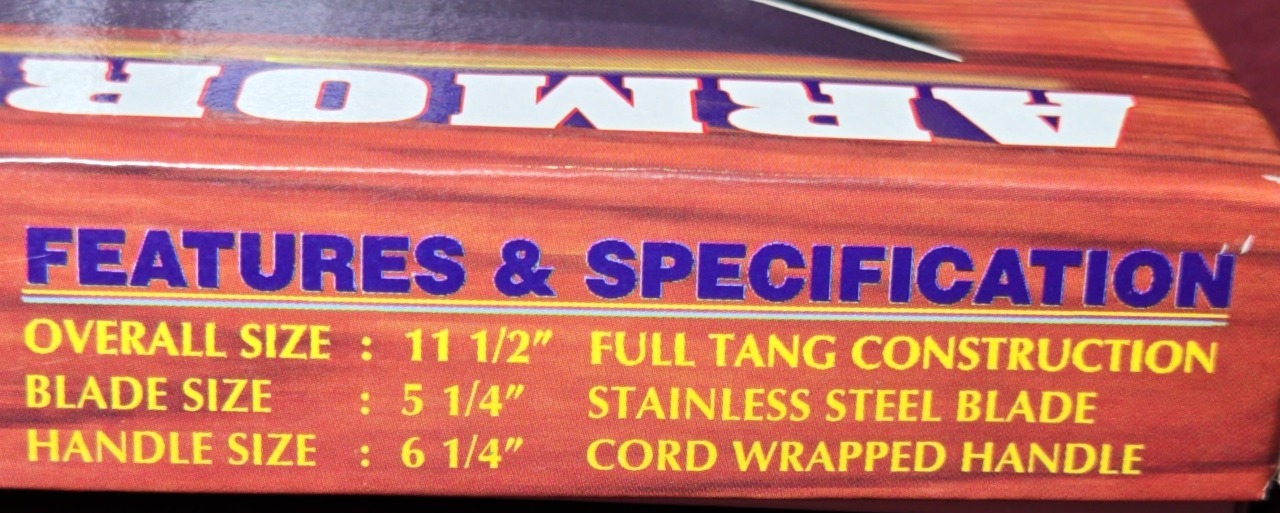 ARMOR
FEATURES & SPECIFICATION
OVERALL SIZE : 11 1/2" FULL TANG CONSTRUCTION
BLADE SIZE : 5 1/4" STAINLESS STEEL BLADE
HANDLE SIZE : 6 1/4" CORD WRAPPED HANDLE